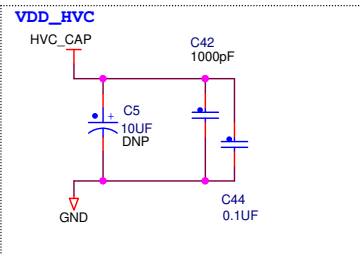 VDD_HVC
HVC_CAP
C42
1000pF
C5
+
10UF
DNP
C44
0.1UF
GND